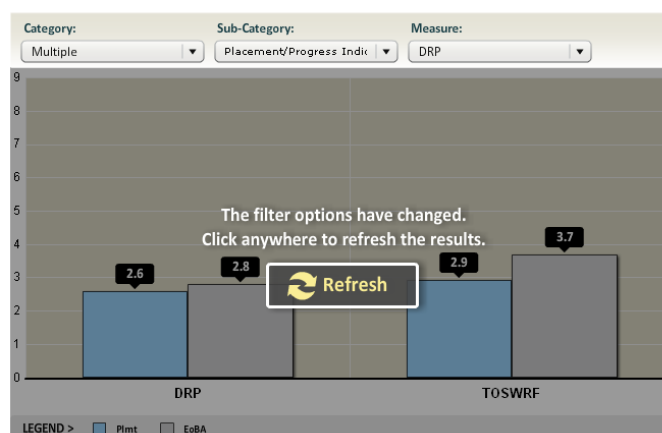 Category: Sub-Category: Measure:
Multiple Placement/Progress Indic DRP
9
8
7
6
5
4
3
2
1
0
The filter options have changed.
Click anywhere to refresh the results.
Refresh
2.6 2.8 2.9 3.7
DRP TOSWRF
LEGEND > Plmt EoBA